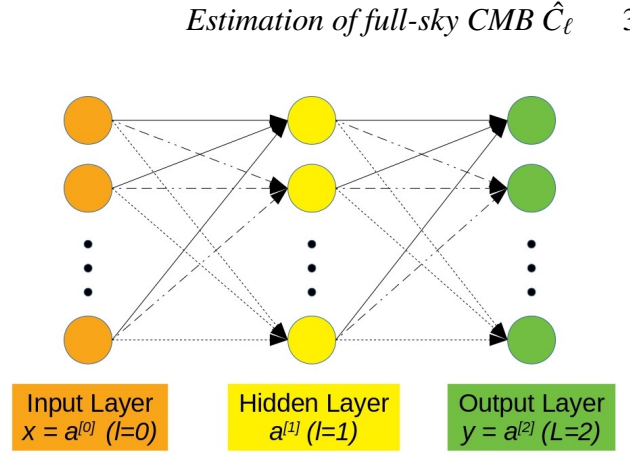 Estimation of full-sky CMB Ĉ_ℓ 3
Input Layer
x = a^[0] (l=0)
Hidden Layer
a^[1] (l=1)
Output Layer
y = a^[2] (L=2)